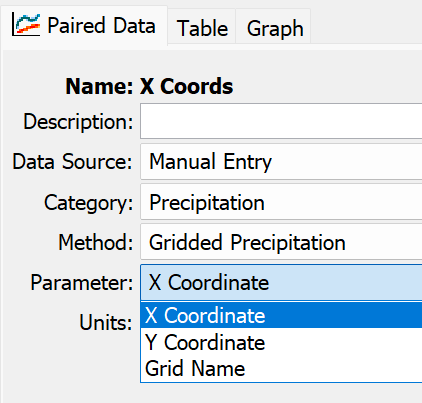 Paired Data Table Graph
Name: X Coords
Description:
Data Source: Manual Entry
Category: Precipitation
Method: Gridded Precipitation
Parameter: X Coordinate
Units: X Coordinate
Y Coordinate
Grid Name